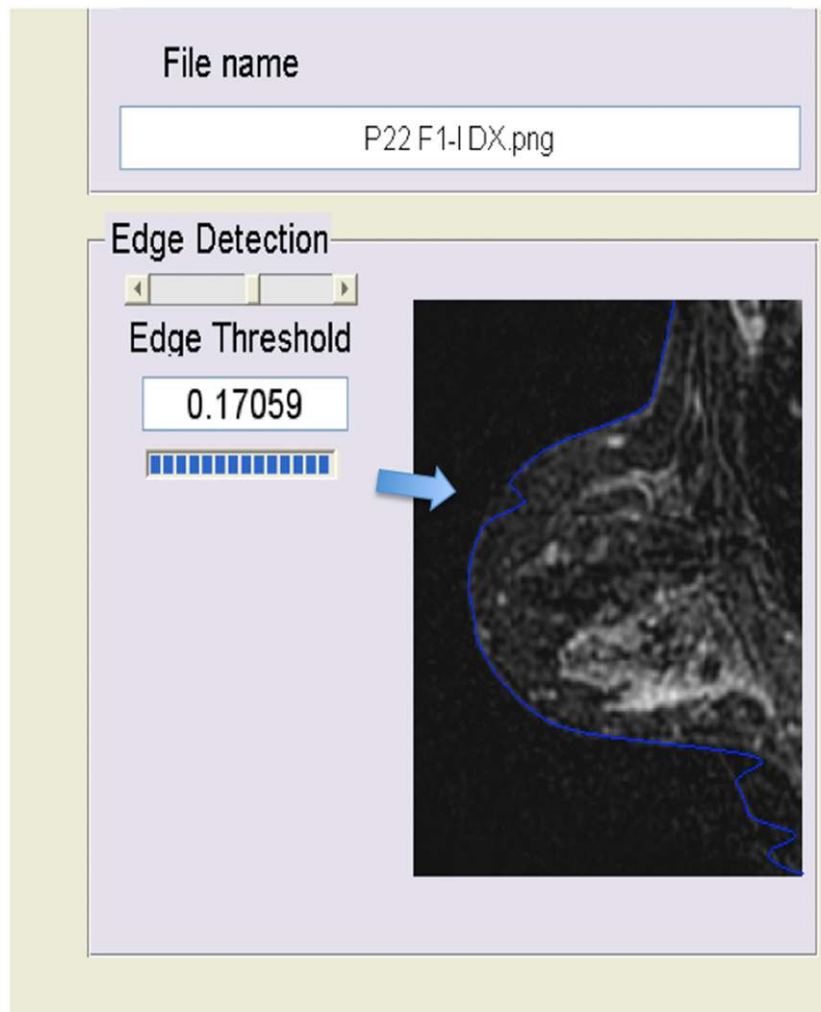 File name
P22 F1-I DX.png
Edge Detection
Edge Threshold
0.17059